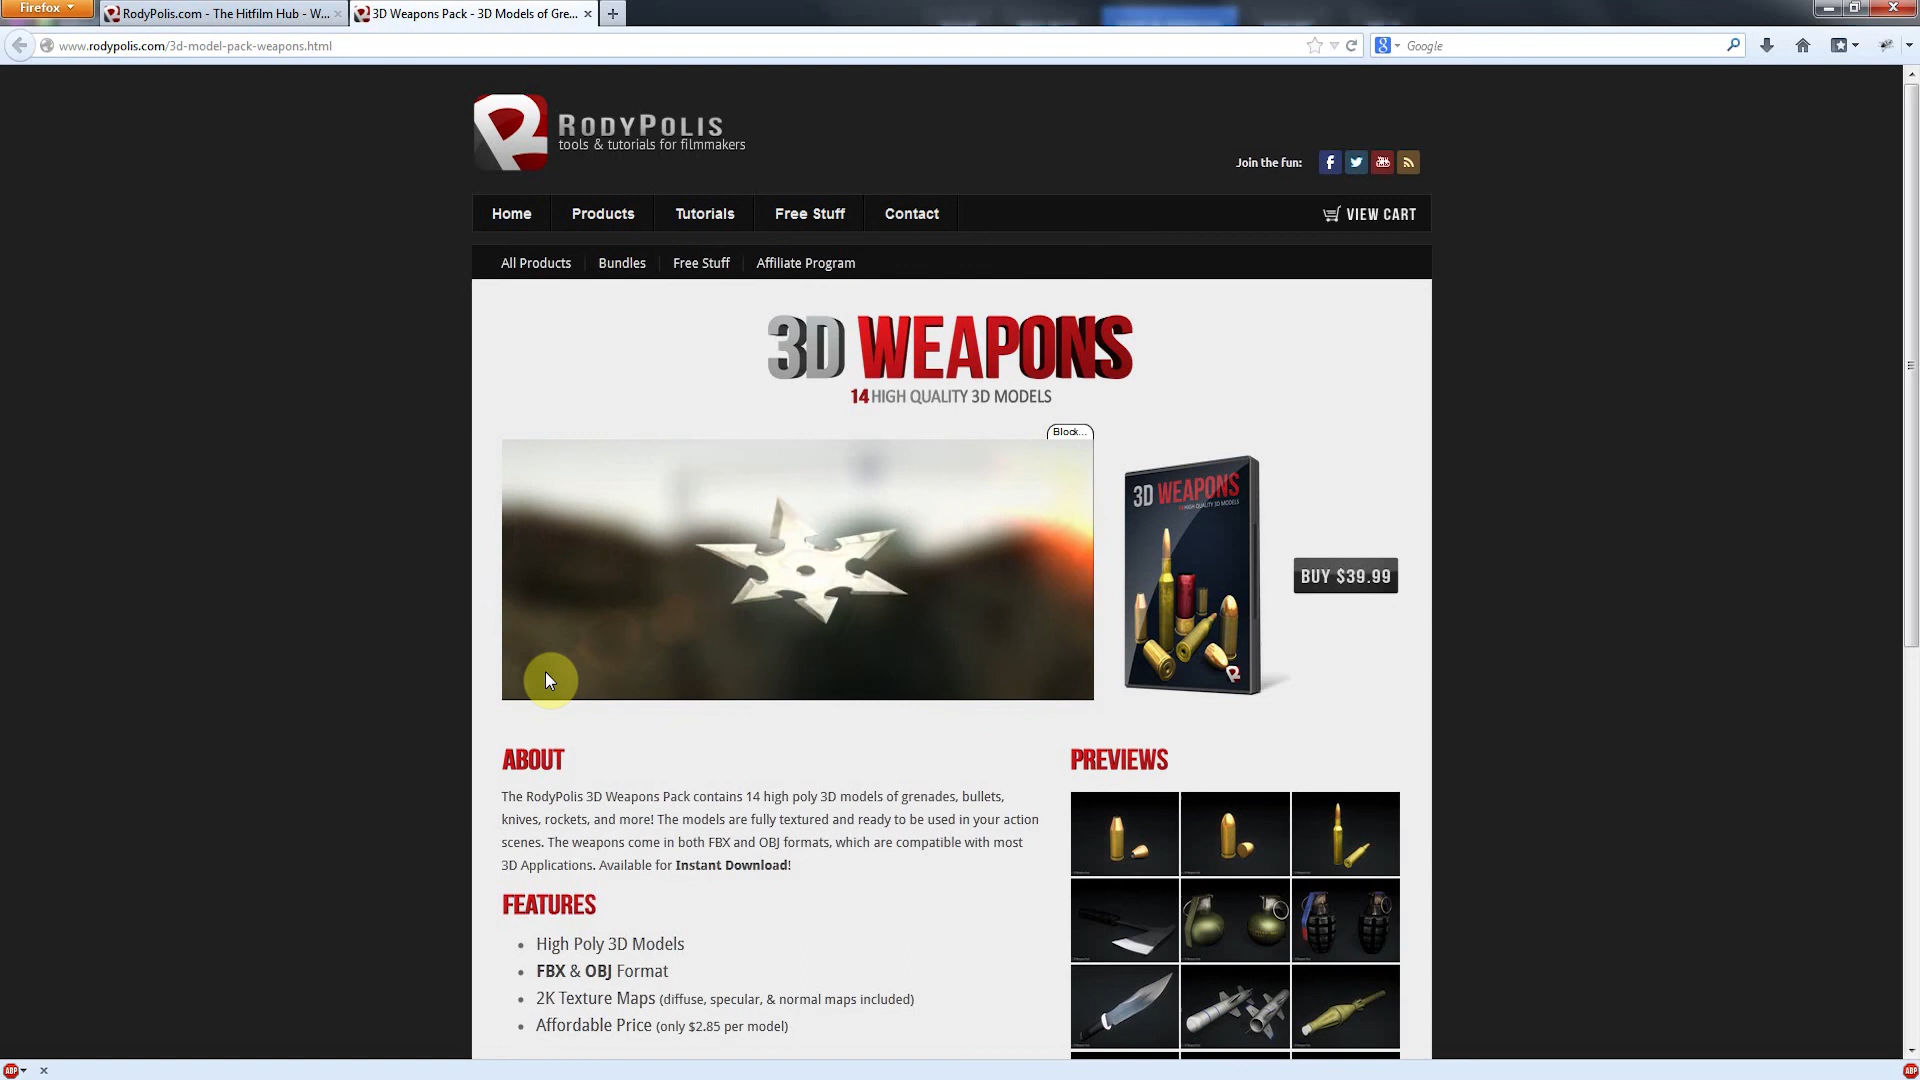 Firefox
RodyPolis.com - The Hitfilm Hub - W...
3D Weapons Pack - 3D Models of Gre...
www.rodypolis.com/3d-model-pack-weapons.html
Google
RODYPOLIS
tools & tutorials for filmmakers
Join the fun:
Home
Products
Tutorials
Free Stuff
Contact
VIEW CART
All Products
Bundles
Free Stuff
Affiliate Program
3D WEAPONS
14 HIGH QUALITY 3D MODELS
Block...
3D WEAPONS
14 HIGH QUALITY 3D MODELS
BUY $39.99
ABOUT
The RodyPolis 3D Weapons Pack contains 14 high poly 3D models of grenades, bullets,
knives, rockets, and more! The models are fully textured and ready to be used in your action
scenes. The weapons come in both FBX and OBJ formats, which are compatible with most
3D Applications. Available for Instant Download!
PREVIEWS
FEATURES
High Poly 3D Models
FBX & OBJ Format
2K Texture Maps (diffuse, specular, & normal maps included)
Affordable Price (only $2.85 per model)
ABP
ABP